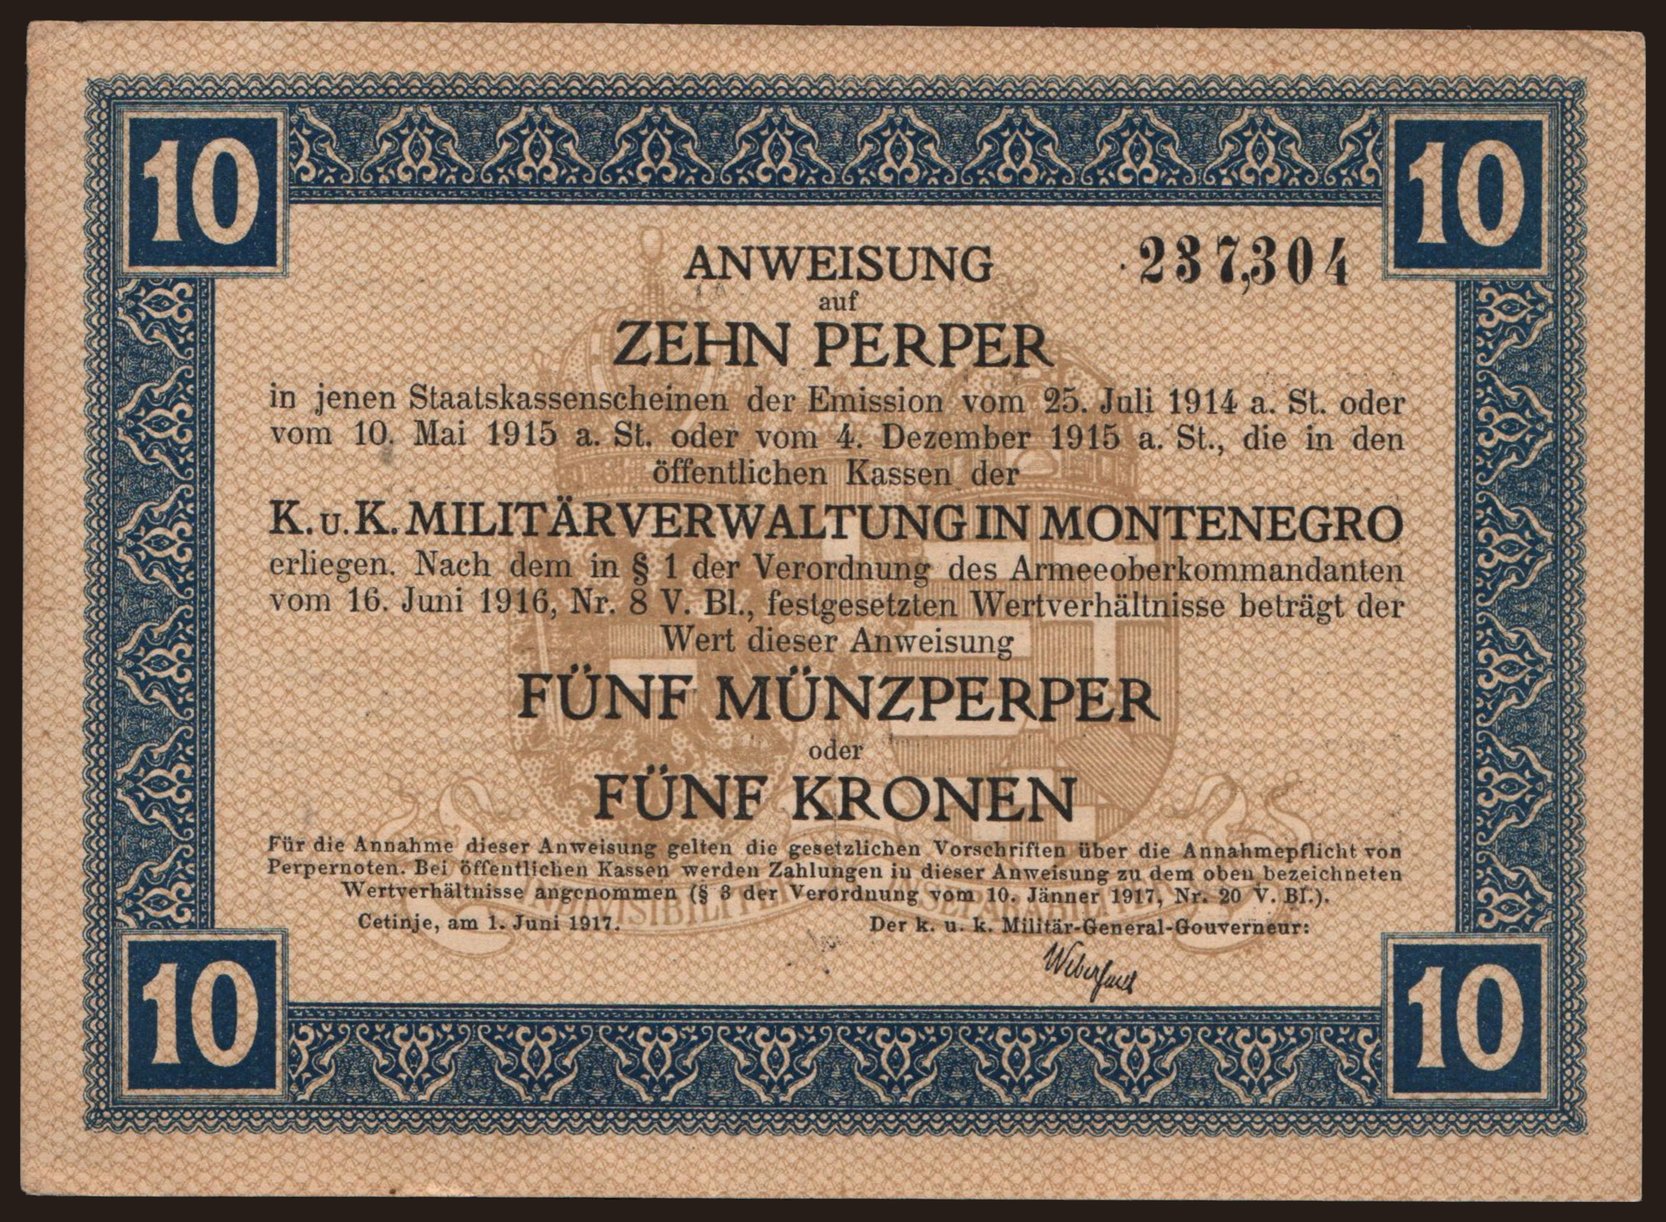 10
10
ANWEISUNG
237,304
auf
ZEHN PERPER
in jenen Staatskassenscheinen der Emission vom 25. Juli 1914 a. St. oder
vom 10. Mai 1915 a. St. oder vom 4. Dezember 1915 a. St., die in den
öffentlichen Kassen der
K. u. K. MILITÄRVERWALTUNG IN MONTENEGRO
erliegen. Nach dem in § 1 der Verordnung des Armeeoberkommandanten
vom 16. Juni 1916, Nr. 8 V. Bl., festgesetzten Wertverhältnisse beträgt der
Wert dieser Anweisung
FÜNF MÜNZPERPER
oder
FÜNF KRONEN
Für die Annahme dieser Anweisung gelten die gesetzlichen Vorschriften über die Annahmepflicht von
Perpernoten. Bei öffentlichen Kassen werden Zahlungen in dieser Anweisung zu dem oben bezeichneten
Wertverhältnisse angenommen (§ 3 der Verordnung vom 10. Jänner 1917, Nr. 20 V. Bl.).
Cetinje, am 1. Juni 1917.
Der k. u. k. Militär-General-Gouverneur:
10
10